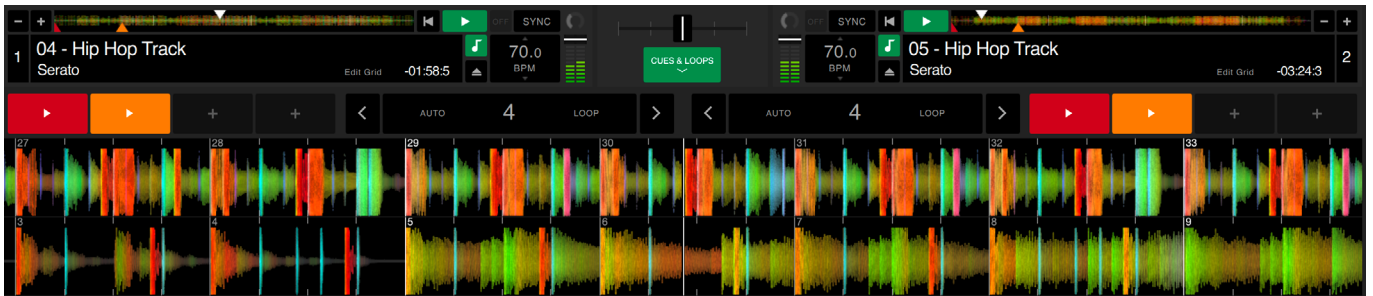 - + OFF SYNC
1 04 - Hip Hop Track
Serato Edit Grid -01:58:5
70.0
BPM
CUES & LOOPS
OFF SYNC - +
70.0
BPM
05 - Hip Hop Track 2
Serato Edit Grid -03:24:3
+ + < AUTO 4 LOOP >
< AUTO 4 LOOP > + +
27 28 29 30 31 32 33
3 4 5 6 7 8 9